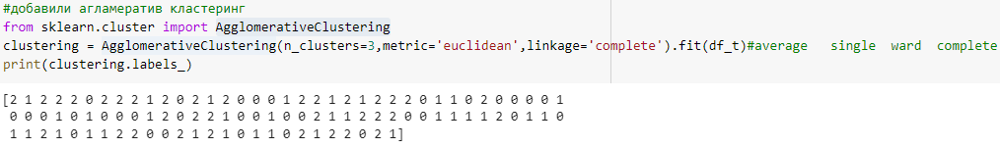 #добавили агламератив кластеринг
from sklearn.cluster import AgglomerativeClustering
clustering = AgglomerativeClustering(n_clusters=3,metric='euclidean',linkage='complete').fit(df_t)#average   single  ward  complete
print(clustering.labels_)
[2 1 2 2 2 0 2 2 2 1 2 0 2 1 2 0 0 0 1 2 2 1 2 1 2 2 2 0 1 1 0 2 0 0 0 0 1
 0 0 0 1 0 1 0 0 0 1 2 0 2 2 1 0 0 1 0 0 2 1 1 2 2 2 0 0 1 1 1 1 2 0 1 1 0
 1 1 2 1 0 1 1 2 2 0 0 2 1 2 1 0 1 1 0 2 1 2 2 0 2 1]